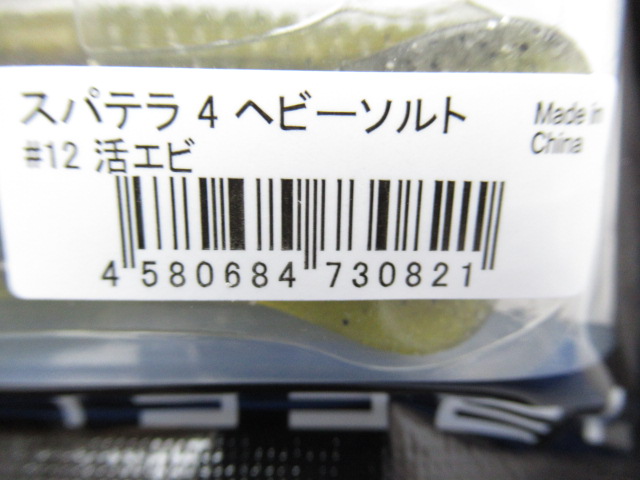 スパテラ 4 ヘビーソルト
#12 活エビ
Made in
China
4 580684 730821